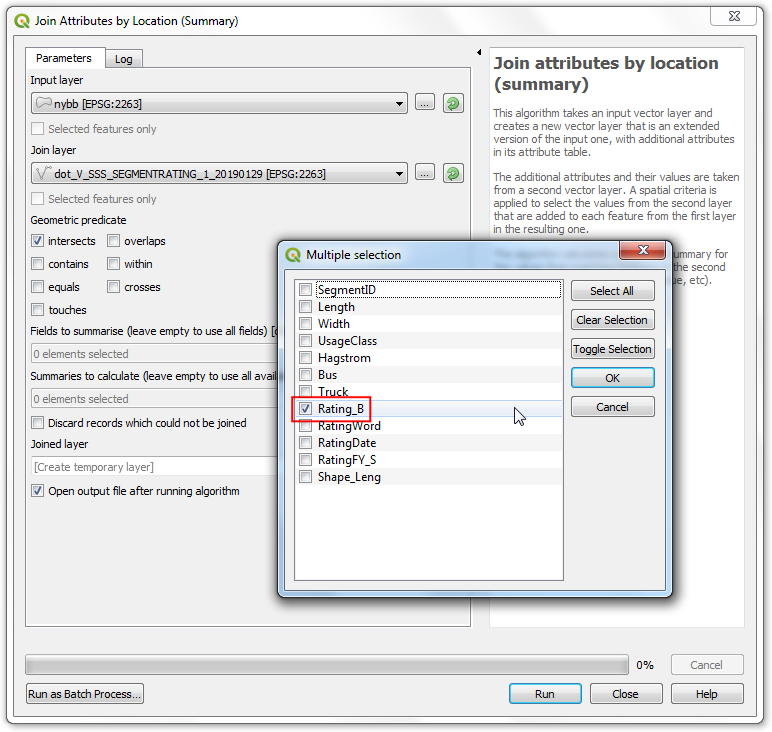 Join Attributes by Location (Summary)
Parameters
Log
Input layer
nybb [EPSG:2263]
...
Selected features only
Join layer
dot_V_SSS_SEGMENTRATING_1_20190129 [EPSG:2263]
...
Selected features only
Geometric predicate
intersects
overlaps
contains
within
equals
crosses
touches
Fields to summarise (leave empty to use all fields) [
0 elements selected
Summaries to calculate (leave empty to use all avai
0 elements selected
Discard records which could not be joined
Joined layer
[Create temporary layer]
Open output file after running algorithm
Join attributes by location
(summary)
This algorithm takes an input vector layer and
creates a new vector layer that is an extended
version of the input one, with additional attributes
in its attribute table.
The additional attributes and their values are taken
from a second vector layer. A spatial criteria is
applied to select the values from the second layer
that are added to each feature from the first layer
in the resulting one.
summary for
the second
etc).
Multiple selection
SegmentID
Length
Width
UsageClass
Hagstrom
Bus
Truck
Rating_B
RatingWord
RatingDate
RatingFY_S
Shape_Leng
Select All
Clear Selection
Toggle Selection
OK
Cancel
0%
Cancel
Run as Batch Process...
Run
Close
Help